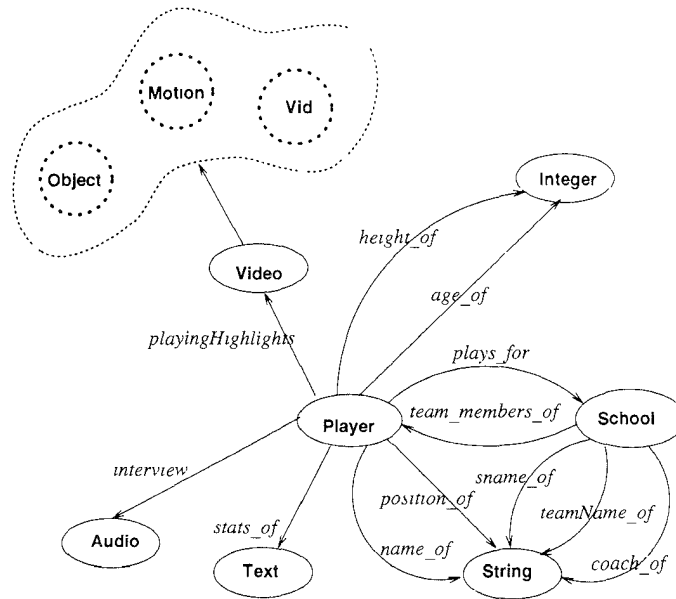 Motion
Vid
Object
Integer
height_of
Video
age_of
playingHighlights
plays_for
team_members_of
School
Player
interview
sname_of
position_of
teamName_of
stats_of
Audio
name_of
coach_of
Text
String